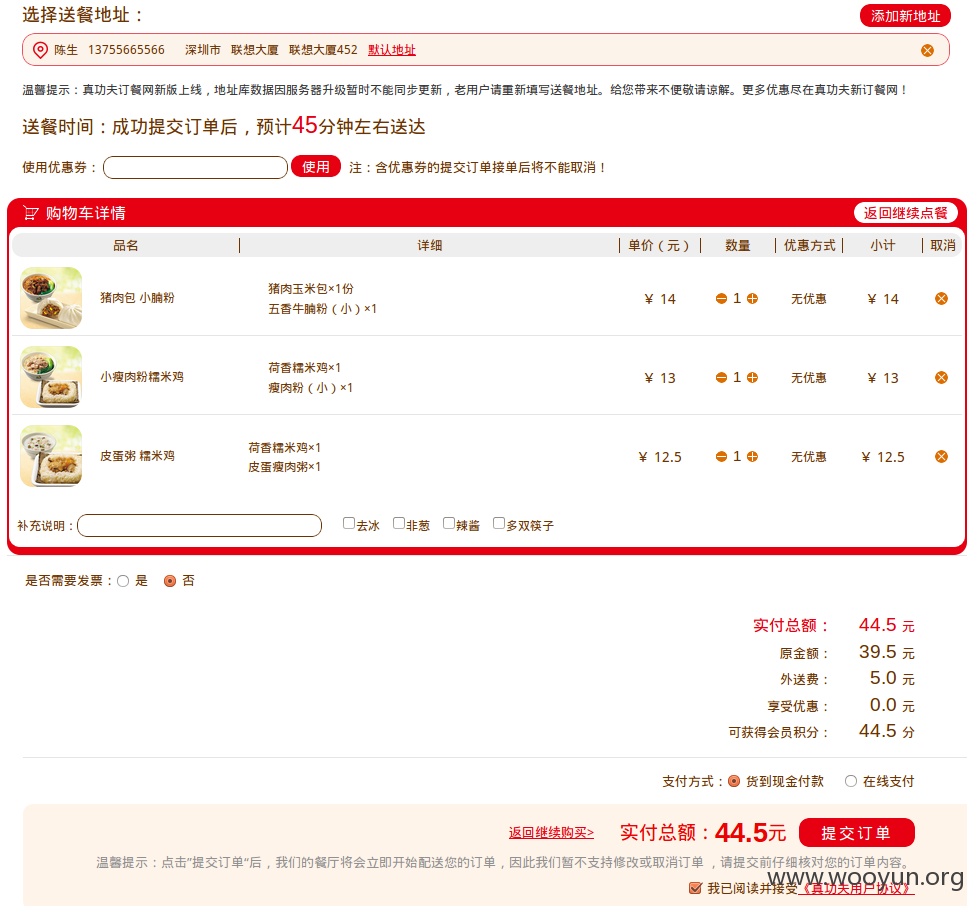 选择送餐地址：
添加新地址
陈生 13755665566 深圳市 联想大厦 联想大厦452 默认地址
温馨提示：真功夫订餐网新版上线，地址库数据因服务器升级暂时不能同步更新，老用户请重新填写送餐地址。给您带来不便敬请谅解。更多优惠尽在真功夫新订餐网！
送餐时间：成功提交订单后，预计45分钟左右送达
使用优惠券： 使用 注：含优惠券的提交订单接单后将不能取消！
购物车详情 返回继续点餐
品名 详细 单价（元） 数量 优惠方式 小计 取消
猪肉包 小腩粉
猪肉玉米包×1份
五香牛腩粉（小）×1
￥ 14 1 无优惠 ￥ 14
小瘦肉粉糯米鸡
荷香糯米鸡×1
瘦肉粉（小）×1
￥ 13 1 无优惠 ￥ 13
皮蛋粥 糯米鸡
荷香糯米鸡×1
皮蛋瘦肉粥×1
￥ 12.5 1 无优惠 ￥ 12.5
补充说明： 去冰 非葱 辣酱 多双筷子
是否需要发票： 是 否
实付总额： 44.5 元
原金额： 39.5 元
外送费： 5.0 元
享受优惠： 0.0 元
可获得会员积分： 44.5 分
支付方式： 货到现金付款 在线支付
返回继续购买> 实付总额：44.5元 提交订单
温馨提示：点击"提交订单"后，我们的餐厅将会立即开始配送您的订单，因此我们暂不支持修改或取消订单 ，请提交前仔细核对您的订单内容。
我已阅读并接受《真功夫用户协议》
www.wooyun.org